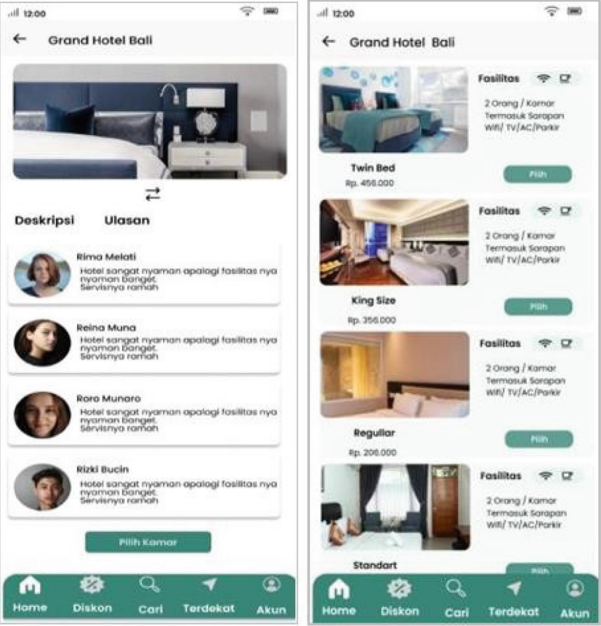 12:00
Grand Hotel Bali
Deskripsi Ulasan
Rima Melati
Hotel sangat nyaman apalagi fasilitas nya
nyaman banget.
Servisnya ramah
Reina Muna
Hotel sangat nyaman apalagi fasilitas nya
nyaman banget.
Servisnya ramah
Roro Munaro
Hotel sangat nyaman apalagi fasilitas nya
nyaman banget.
Servisnya ramah
Rizki Bucin
Hotel sangat nyaman apalagi fasilitas nya
nyaman banget.
Servisnya ramah
Pilih Kamar
Home Diskon Cari Terdekat Akun
12:00
Grand Hotel Bali
Fasilitas
2 Orang / Kamar
Termasuk Sarapan
Wifi/ TV/AC/Parkir
Twin Bed
Rp. 456.000
Pilih
Fasilitas
2 Orang / Kamar
Termasuk Sarapan
Wifi/ TV/AC/Parkir
King Size
Rp. 356.000
Pilih
Fasilitas
2 Orang / Kamar
Termasuk Sarapan
Wifi/ TV/AC/Parkir
Regullar
Rp. 206.000
Pilih
Fasilitas
2 Orang / Kamar
Termasuk Sarapan
Wifi/ TV/AC/Parkir
Standart
Pilih
Home Diskon Cari Terdekat Akun